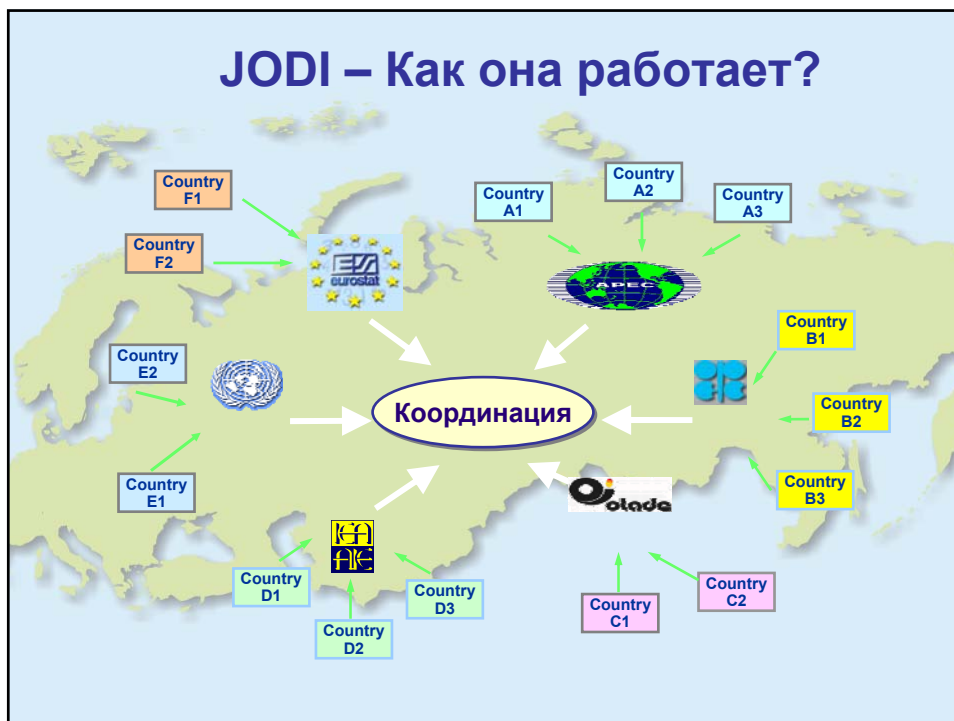 JODI – Как она работает?
Country
F1
Country
A1
Country
A2
Country
A3
Country
F2
eurostat
APEC
Country
B1
Country
E2
Координация
Country
B2
Country
E1
olade
Country
B3
IEA
AIE
Country
D1
Country
D2
Country
D3
Country
C1
Country
C2